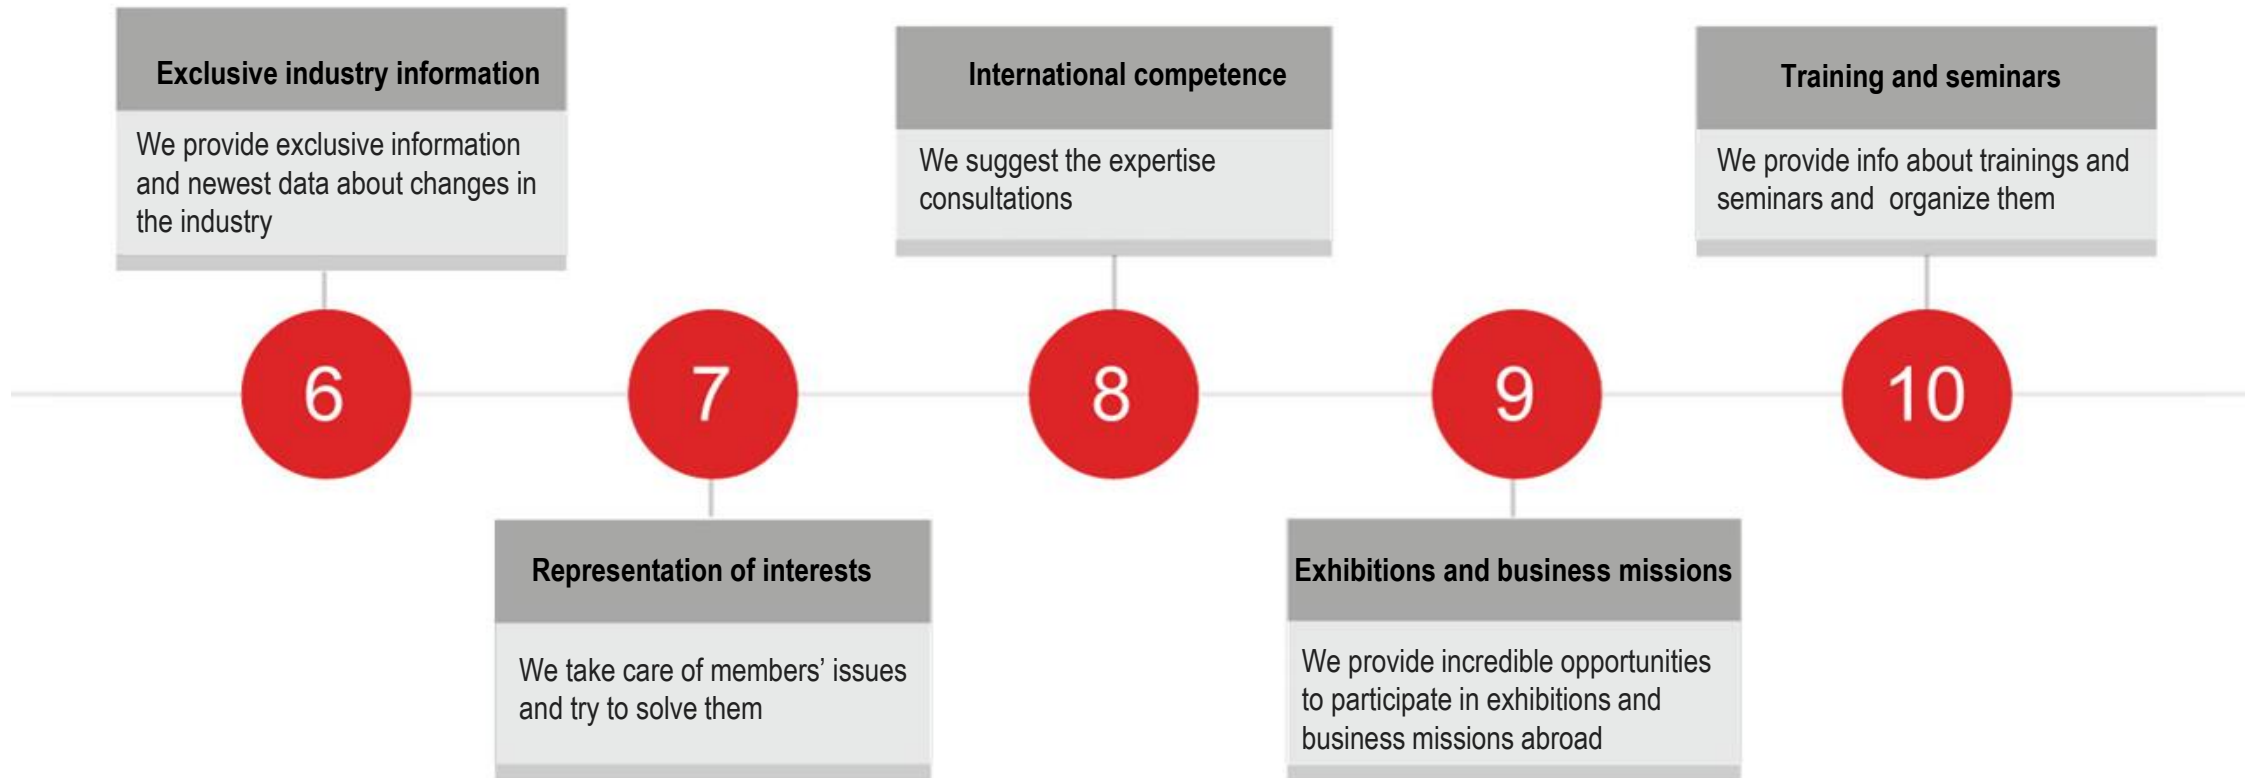 Exclusive industry information
We provide exclusive information
and newest data about changes in
the industry
International competence
We suggest the expertise
consultations
Training and seminars
We provide info about trainings and
seminars and  organize them
6
7
8
9
10
Representation of interests
We take care of members’ issues
and try to solve them
Exhibitions and business missions
We provide incredible opportunities
to participate in exhibitions and
business missions abroad